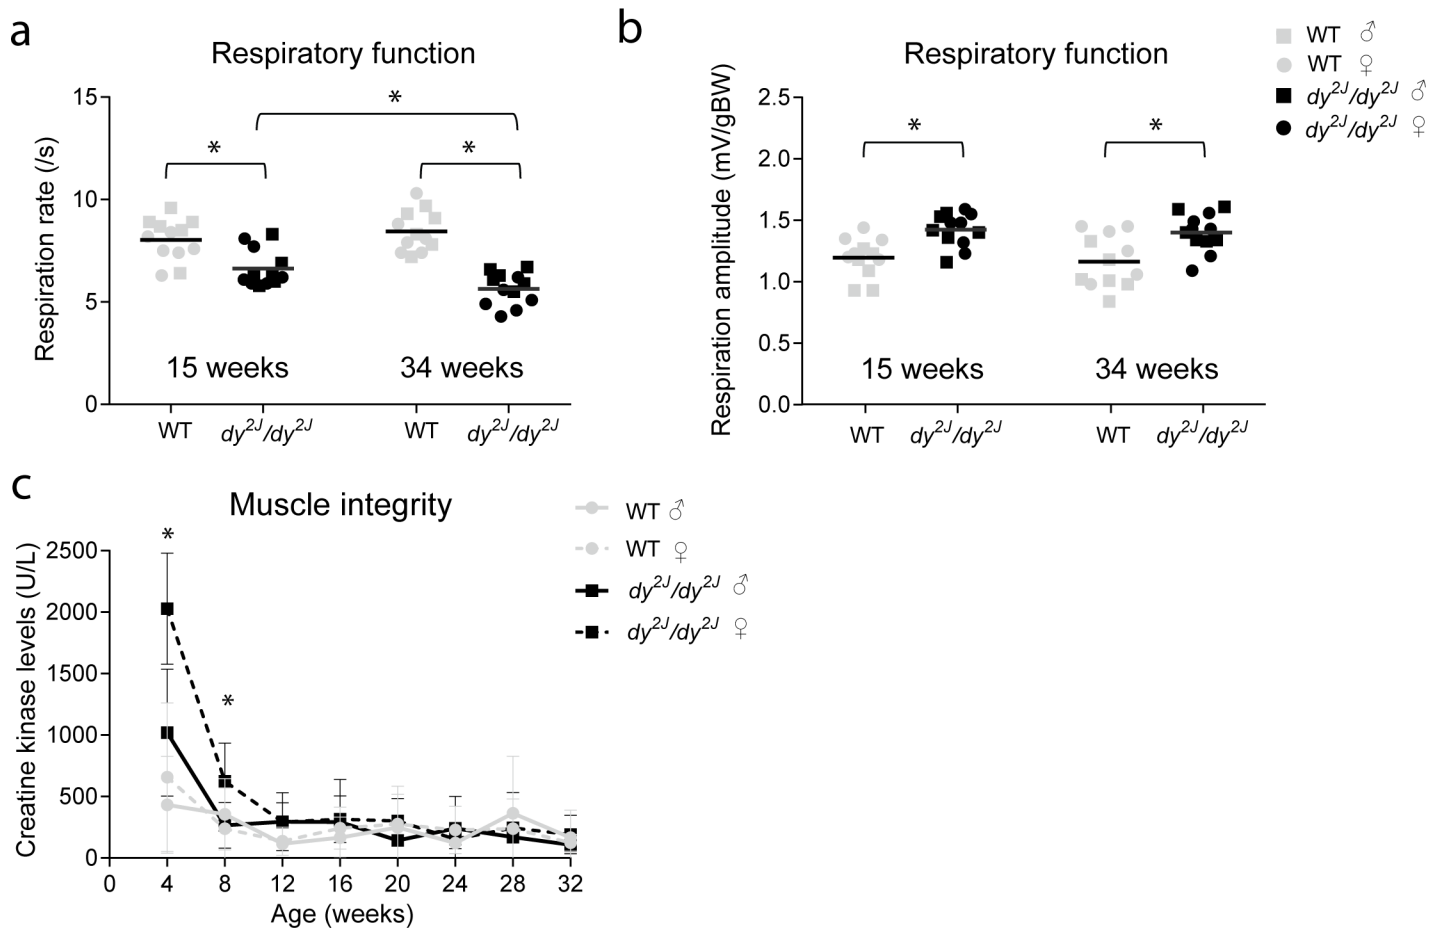 a
Respiratory function
Respiration rate (/s)
15
10
5
0
*
*
*
15 weeks
34 weeks
WT
dy²ᴶ/dy²ᴶ
WT
dy²ᴶ/dy²ᴶ
b
Respiratory function
Respiration amplitude (mV/gBW)
2.5
2.0
1.5
1.0
0.5
0.0
*
*
15 weeks
34 weeks
WT
dy²ᴶ/dy²ᴶ
WT
dy²ᴶ/dy²ᴶ
WT ♂
WT ♀
dy²ᴶ/dy²ᴶ ♂
dy²ᴶ/dy²ᴶ ♀
c
Muscle integrity
Creatine kinase levels (U/L)
2500
2000
1500
1000
500
0
*
*
0 4 8 12 16 20 24 28 32
Age (weeks)
WT ♂
WT ♀
dy²ᴶ/dy²ᴶ ♂
dy²ᴶ/dy²ᴶ ♀